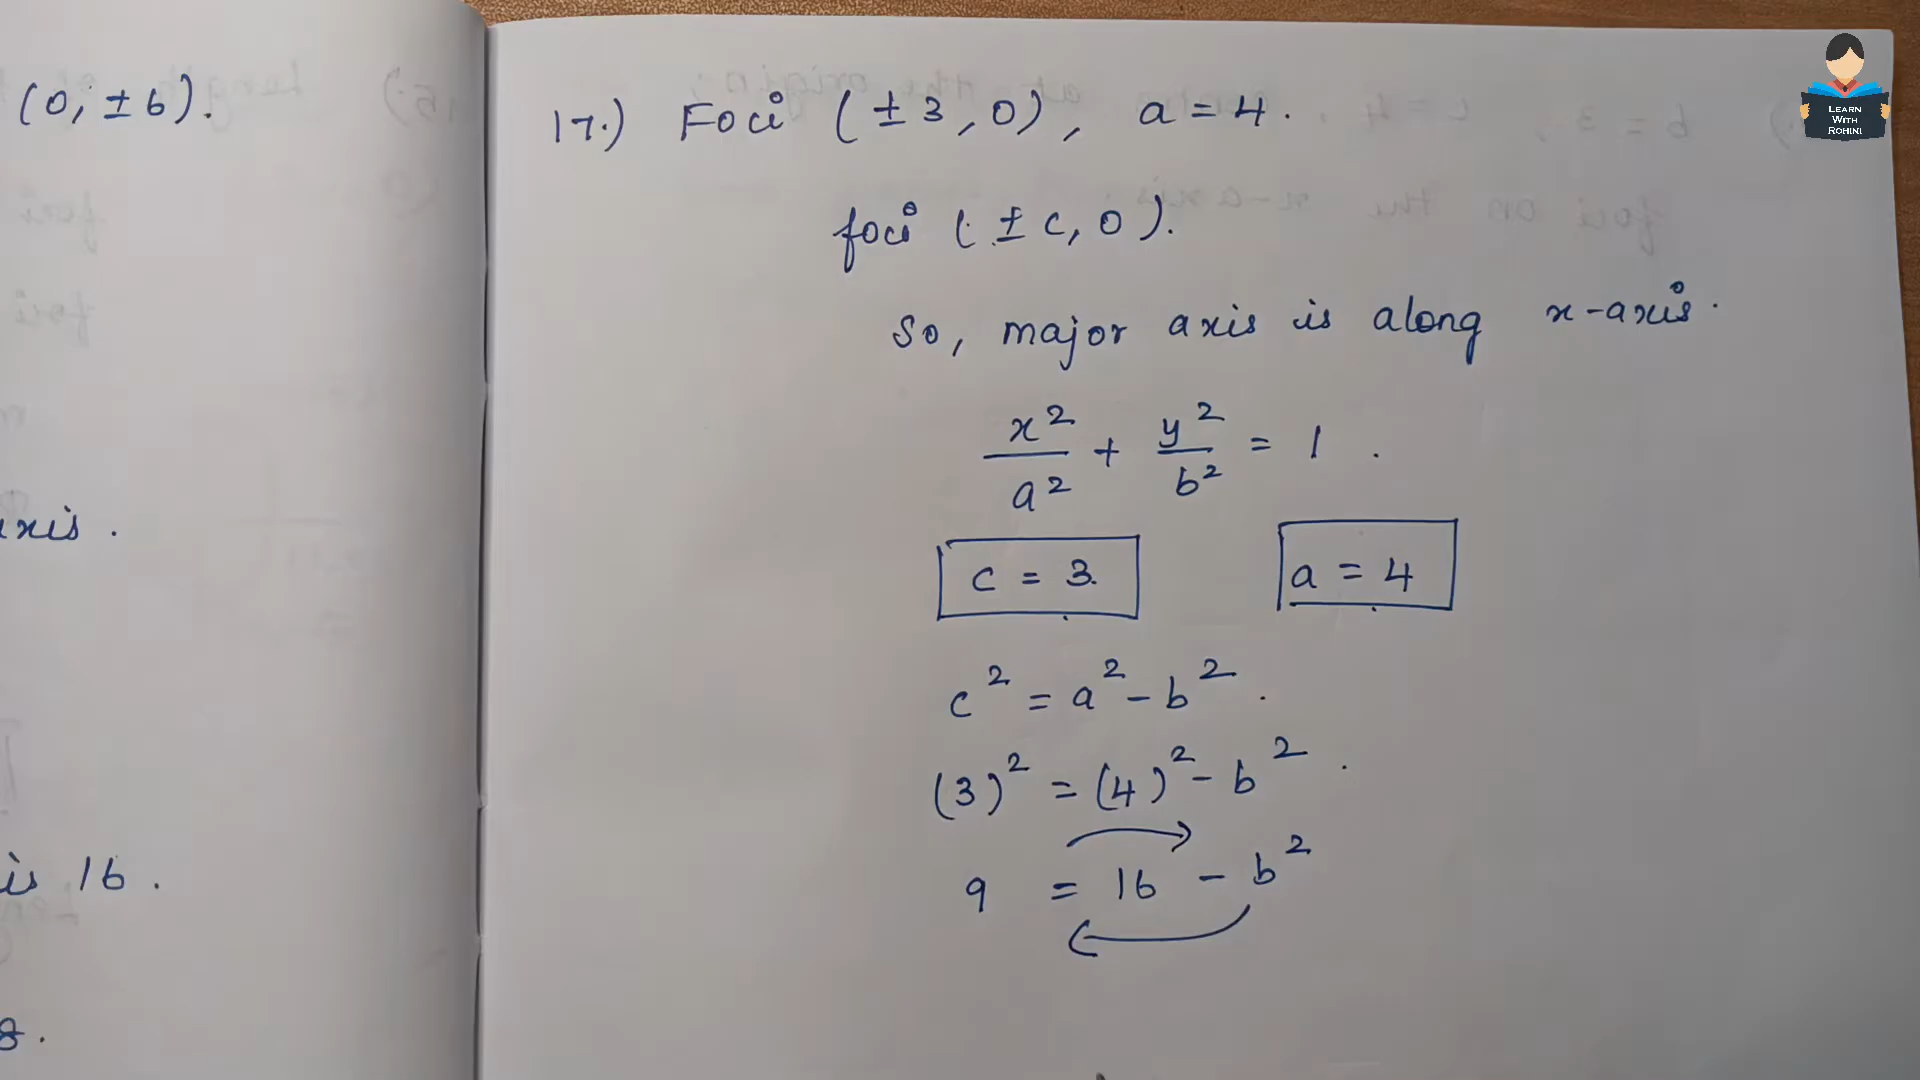 (0, ±6).
axis.
is 16.
8.
17.) Foci (±3, 0), a = 4.
foci (±c, 0).
So, major axis is along x-axis.
x²/a² + y²/b² = 1.
c = 3. a = 4
c² = a² - b².
(3)² = (4)² - b².
9 = 16 - b²
LEARN
WITH
ROHINI